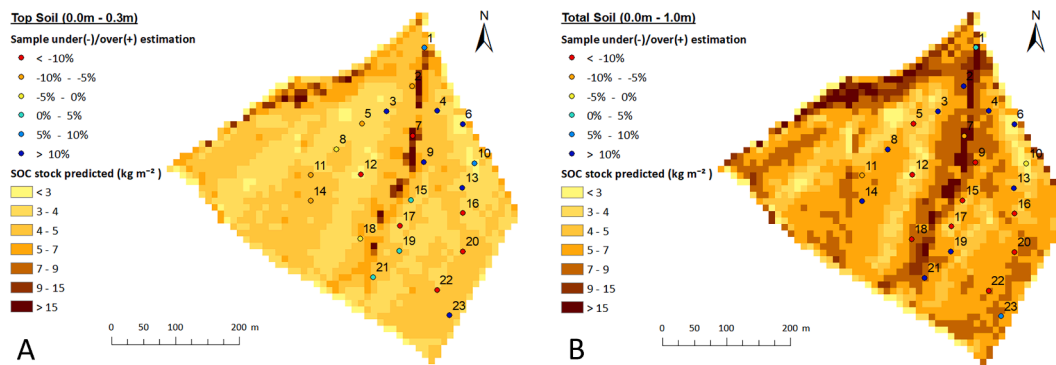 Top Soil (0.0m - 0.3m)
Sample under(-)/over(+) estimation
< -10%
-10% - -5%
-5% - 0%
0% - 5%
5% - 10%
> 10%
SOC stock predicted (kg m⁻²)
< 3
3 - 4
4 - 5
5 - 7
7 - 9
9 - 15
> 15
0 50 100 200 m
A
N
1
2
3
4
5
6
7
8
9
10
11
12
13
14
15
16
17
18
19
20
21
22
23
Total Soil (0.0m - 1.0m)
Sample under(-)/over(+) estimation
< -10%
-10% - -5%
-5% - 0%
0% - 5%
5% - 10%
> 10%
SOC stock predicted (kg m⁻²)
< 3
3 - 4
4 - 5
5 - 7
7 - 9
9 - 15
> 15
0 50 100 200 m
B
N
1
2
3
4
5
6
7
8
9
10
11
12
13
14
15
16
17
18
19
20
21
22
23